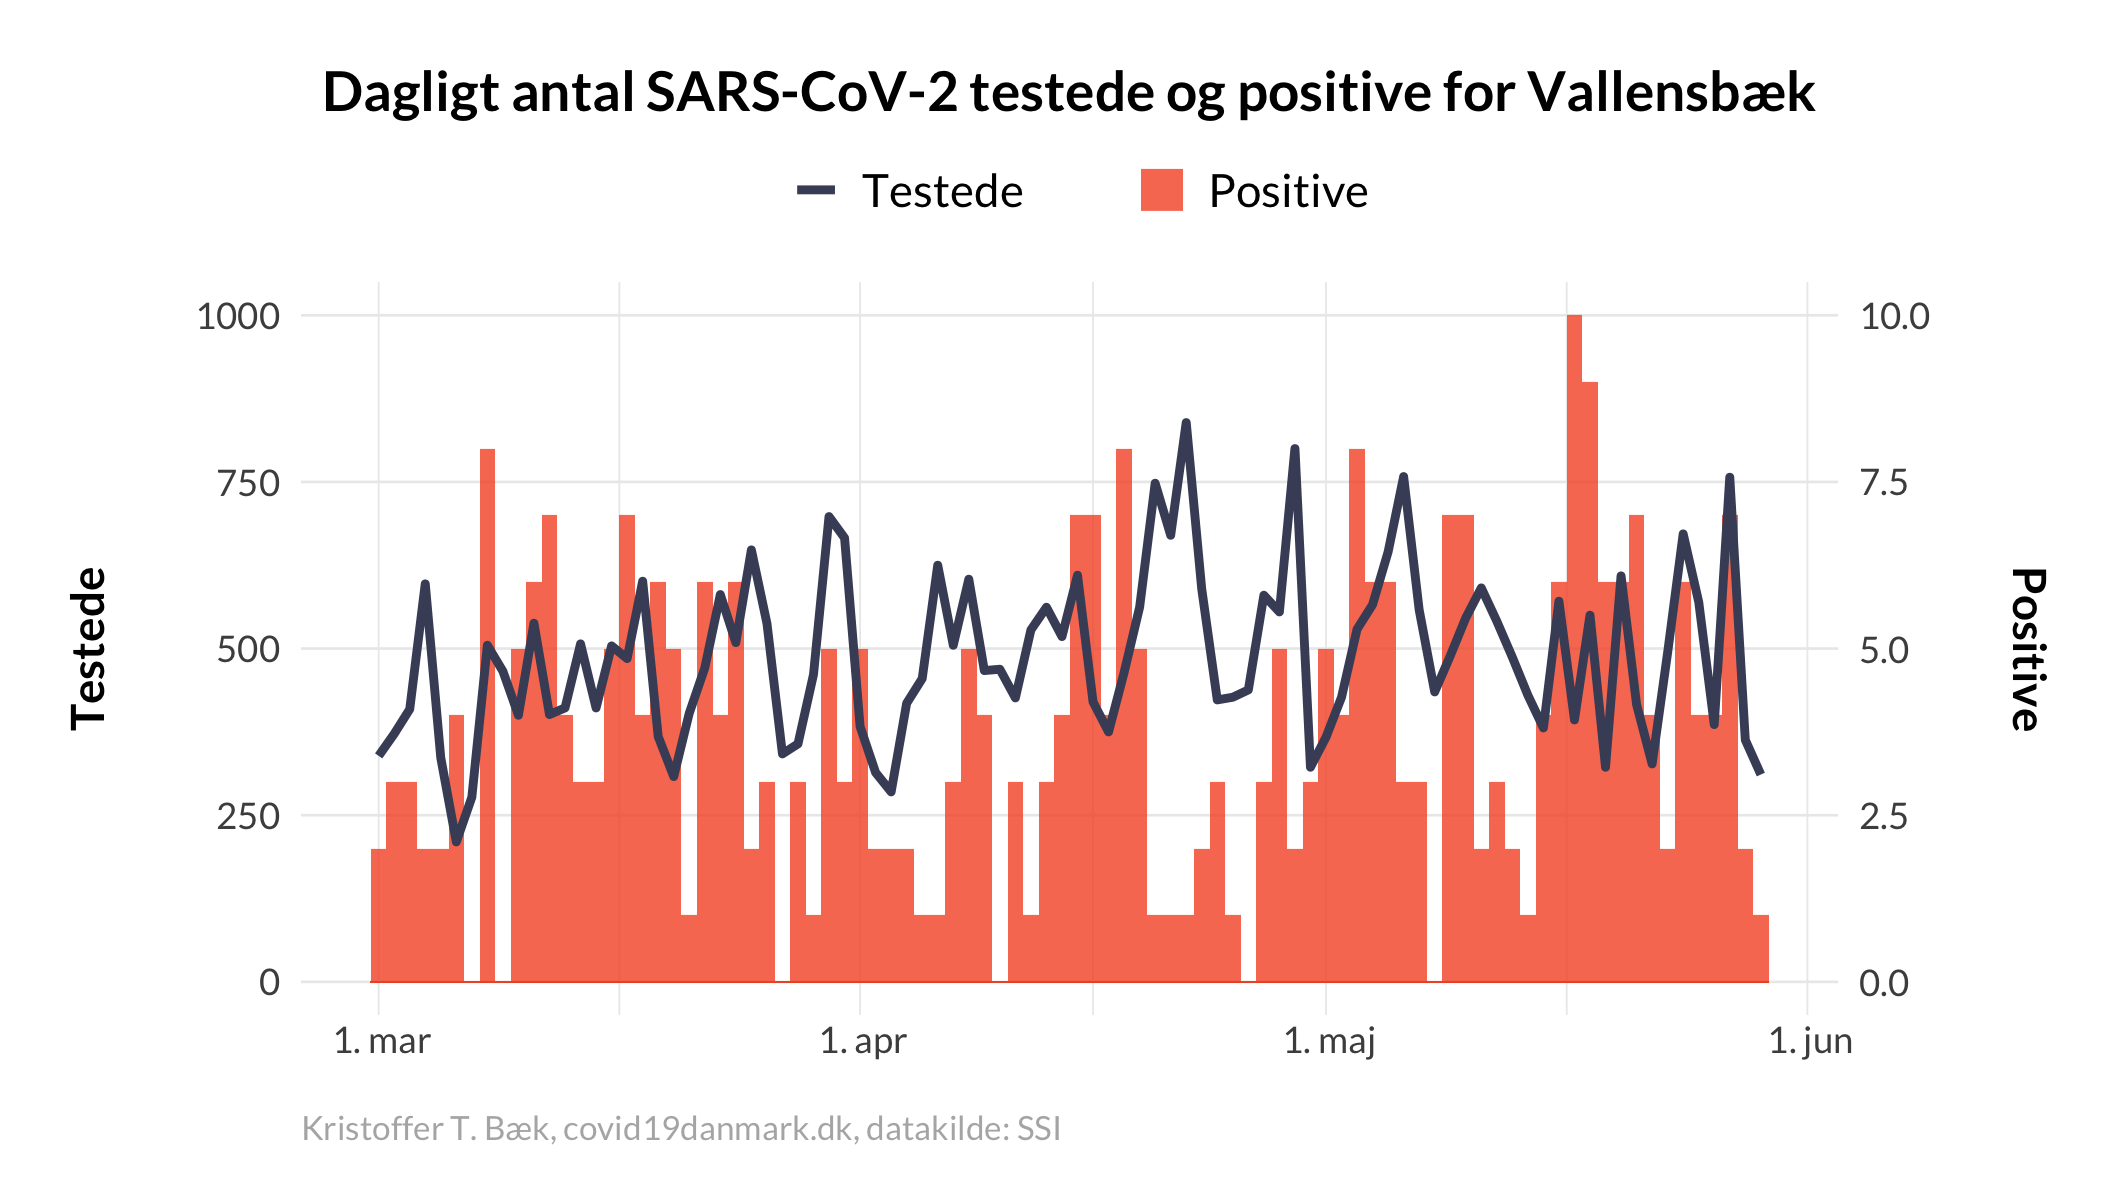 Dagligt antal SARS-CoV-2 testede og positive for Vallensbæk
Testede
Positive
1000
750
500
250
0
10.0
7.5
5.0
2.5
0.0
Testede
Positive
1. mar
1. apr
1. maj
1. jun
Kristoffer T. Bæk, covid19danmark.dk, datakilde: SSI